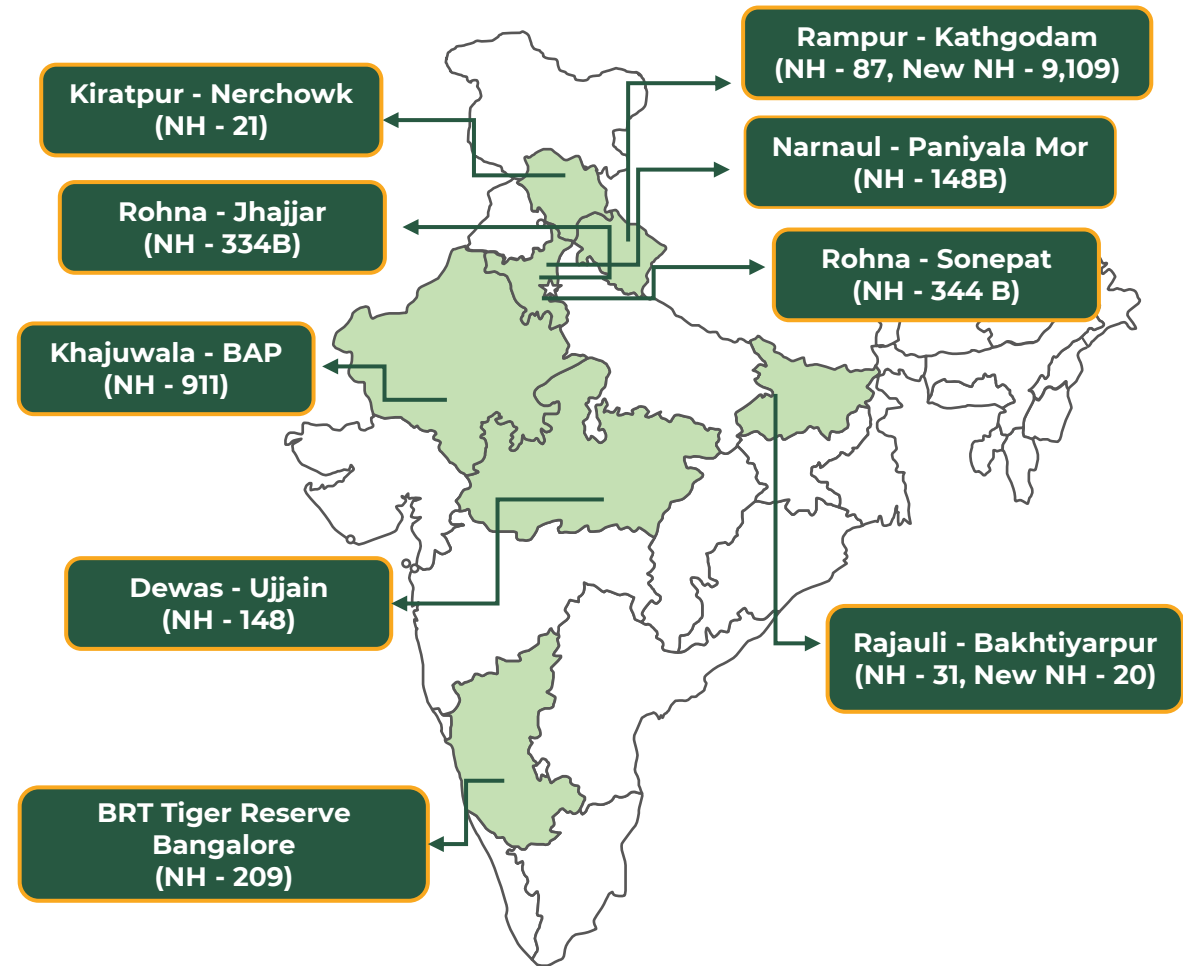 Rampur - Kathgodam
(NH - 87, New NH - 9,109)
Kiratpur - Nerchowk
(NH - 21)
Narnaul - Paniyala Mor
(NH - 148B)
Rohna - Jhajjar
(NH - 334B)
Rohna - Sonepat
(NH - 344 B)
Khajuwala - BAP
(NH - 911)
Dewas - Ujjain
(NH - 148)
Rajauli - Bakhtiyarpur
(NH - 31, New NH - 20)
BRT Tiger Reserve
Bangalore
(NH - 209)